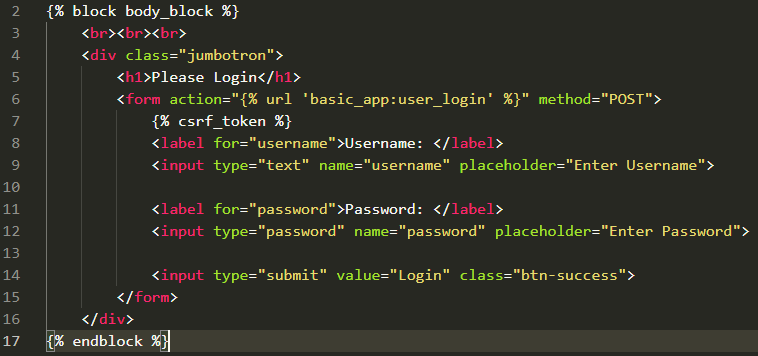 2 {% block body_block %}
3     <br><br><br>
4     <div class="jumbotron">
5         <h1>Please Login</h1>
6         <form action="{% url 'basic_app:user_login' %}" method="POST">
7             {% csrf_token %}
8             <label for="username">Username: </label>
9             <input type="text" name="username" placeholder="Enter Username">
10
11             <label for="password">Password: </label>
12             <input type="password" name="password" placeholder="Enter Password">
13
14             <input type="submit" value="Login" class="btn-success">
15         </form>
16     </div>
17 {% endblock %}